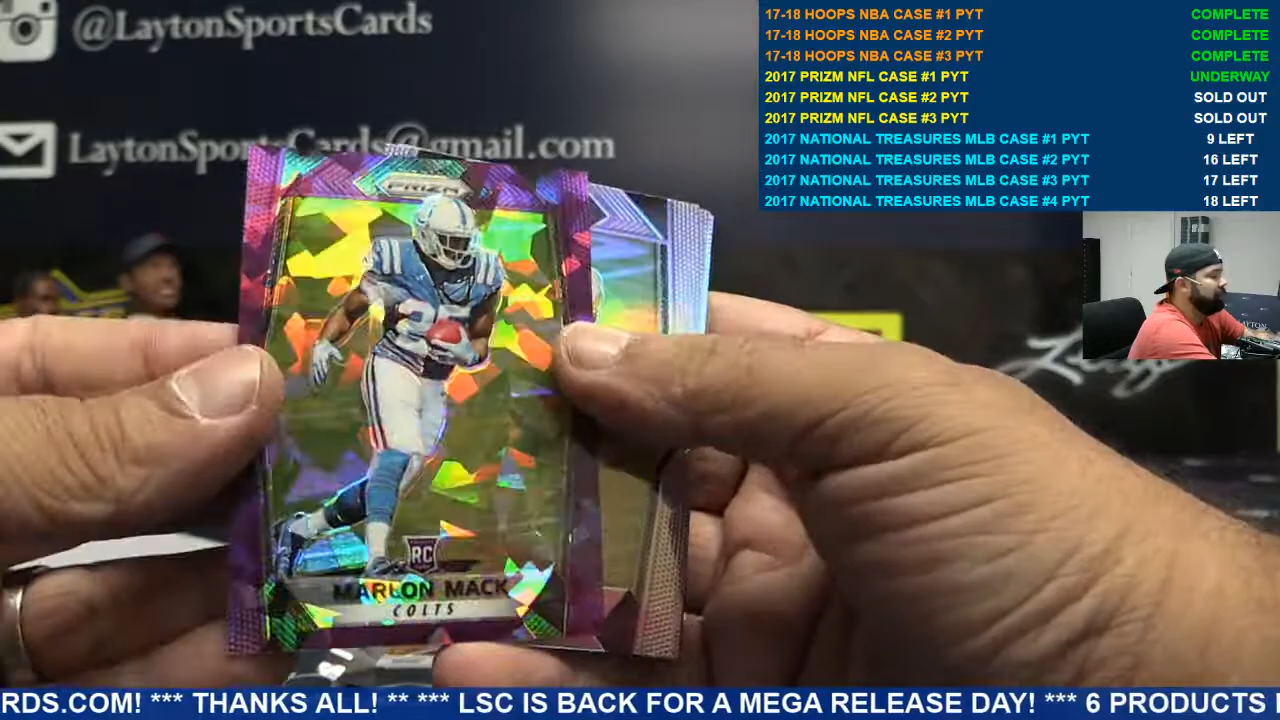 @LaytonSportsCards
LaytonSportsCards@gmail.com
17-18 HOOPS NBA CASE #1 PYT COMPLETE
17-18 HOOPS NBA CASE #2 PYT COMPLETE
17-18 HOOPS NBA CASE #3 PYT COMPLETE
2017 PRIZM NFL CASE #1 PYT UNDERWAY
2017 PRIZM NFL CASE #2 PYT SOLD OUT
2017 PRIZM NFL CASE #3 PYT SOLD OUT
2017 NATIONAL TREASURES MLB CASE #1 PYT 9 LEFT
2017 NATIONAL TREASURES MLB CASE #2 PYT 16 LEFT
2017 NATIONAL TREASURES MLB CASE #3 PYT 17 LEFT
2017 NATIONAL TREASURES MLB CASE #4 PYT 18 LEFT
PRIZM
25
RC
MARLON MACK
COLTS
RDS.COM! *** THANKS ALL! ** *** LSC IS BACK FOR A MEGA RELEASE DAY! *** 6 PRODUCTS